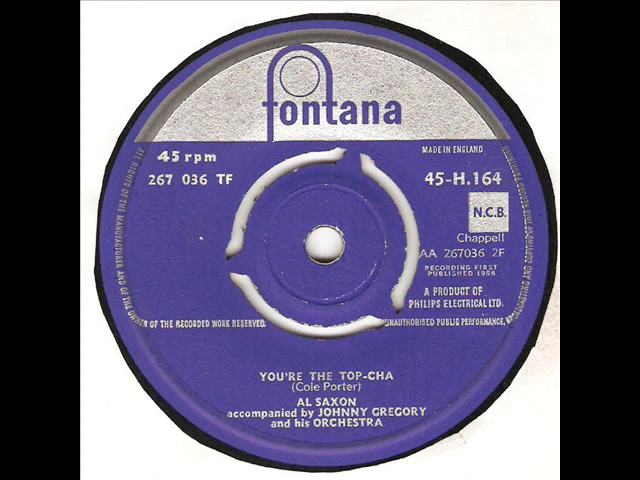 fontana
45 rpm
MADE IN ENGLAND
267 036 TF
45-H.164
N.C.B.
Chappell
AA 267036 2F
RECORDING FIRST
PUBLISHED 1958
A PRODUCT OF
PHILIPS ELECTRICAL LTD.
ALL RIGHTS OF THE MANUFACTURER AND OF THE OWNER OF THE RECORDED WORK RESERVED.
UNAUTHORISED PUBLIC PERFORMANCE, BROADCASTING AND COPYING OF THIS RECORD PROHIBITED
YOU'RE THE TOP-CHA
(Cole Porter)
AL SAXON
accompanied by JOHNNY GREGORY
and his ORCHESTRA